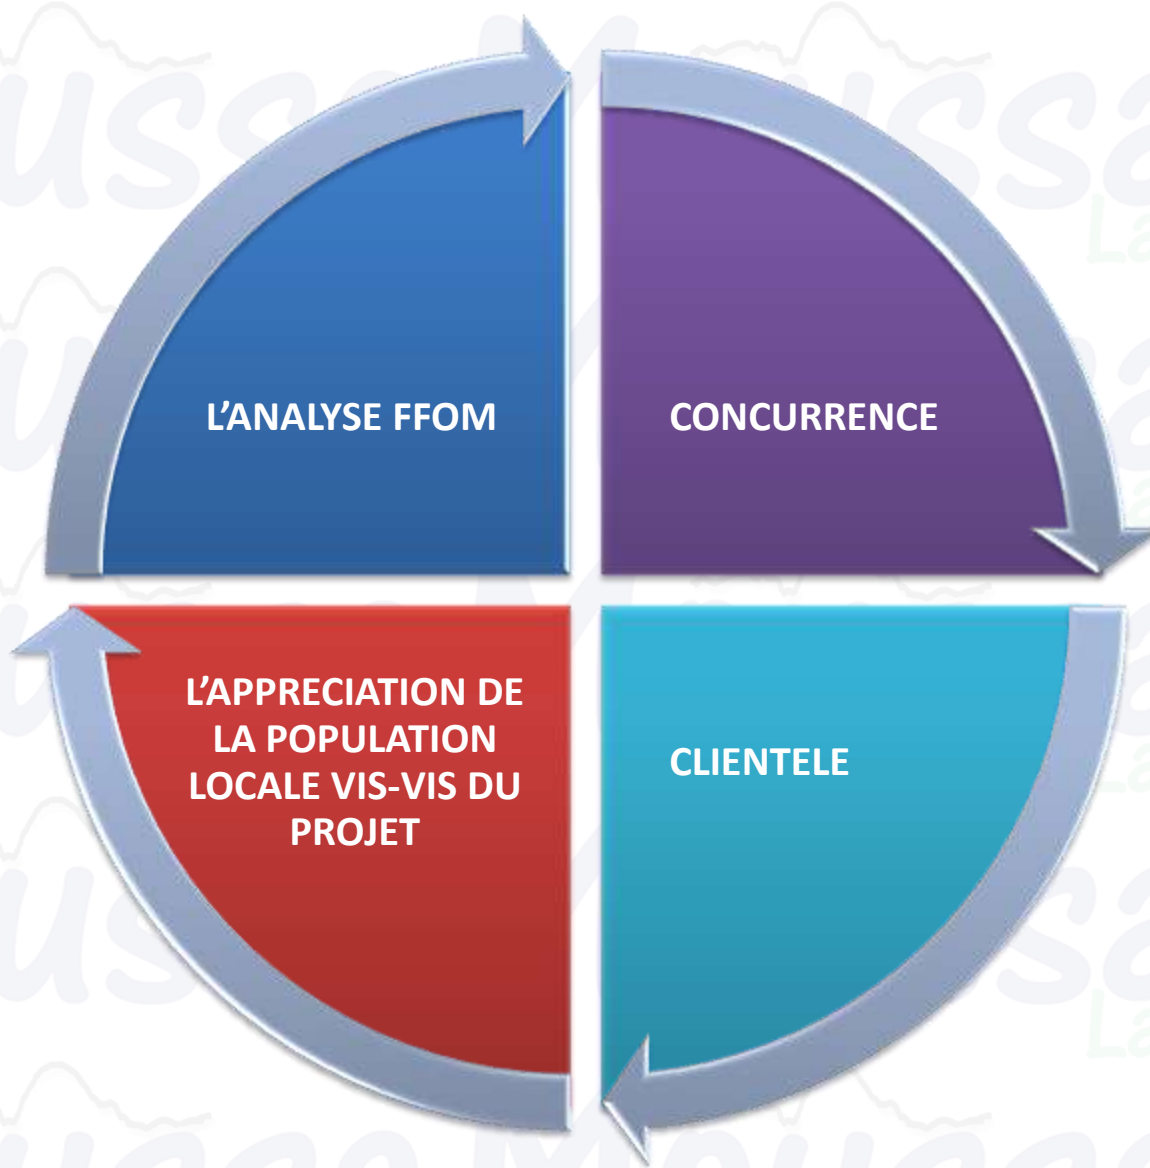 L'ANALYSE FFOM
CONCURRENCE
L'APPRECIATION DE
LA POPULATION
LOCALE VIS-VIS DU
PROJET
CLIENTELE